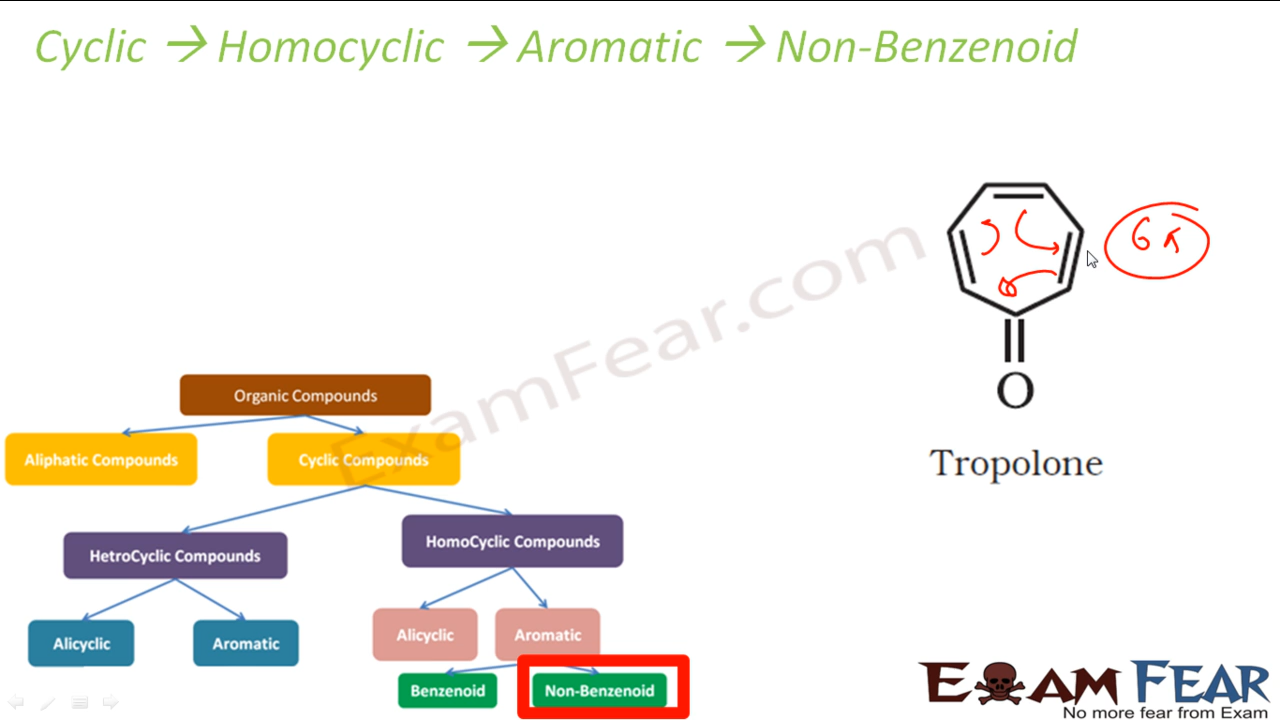 Cyclic → Homocyclic → Aromatic → Non-Benzenoid
6 π
O
Tropolone
ExamFear.com
Organic Compounds
Aliphatic Compounds
Cyclic Compounds
HetroCyclic Compounds
HomoCyclic Compounds
Alicyclic
Aromatic
Alicyclic
Aromatic
Benzenoid
Non-Benzenoid
EXAM FEAR
No more fear from Exam